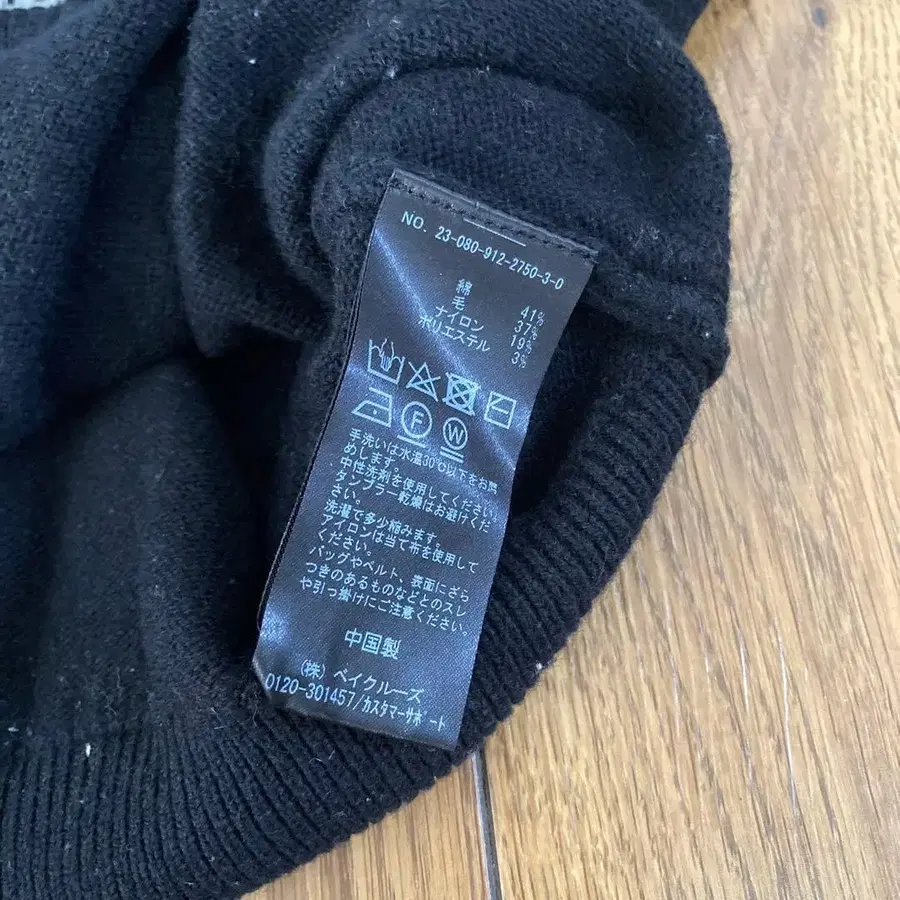 NO. 23-080-912-2750-3-0
綿 41%
毛 37%
ナイロン 19%
ポリエステル 3%
F
W
手洗いは水温30℃以下をお薦
めします。
中性洗剤を使用してください。
タンブラー乾燥はお避けくだ
さい。
洗濯で多少縮みます。
アイロンは当て布を使用して
ください。
バッグやベルト、表面にざら
つきのあるものなどとのスレ
や引っ掛けにご注意ください。
中国製
(株) ベイクルーズ
0120-301457/カスタマーサポート